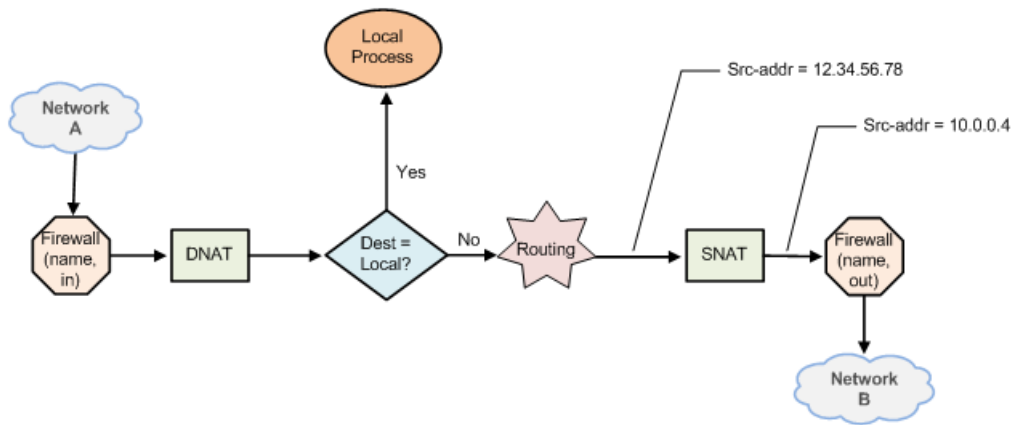 Network
A
Firewall
(name,
in)
DNAT
Local
Process
Yes
Dest =
Local?
No
Routing
Src-addr = 12.34.56.78
SNAT
Src-addr = 10.0.0.4
Firewall
(name,
out)
Network
B